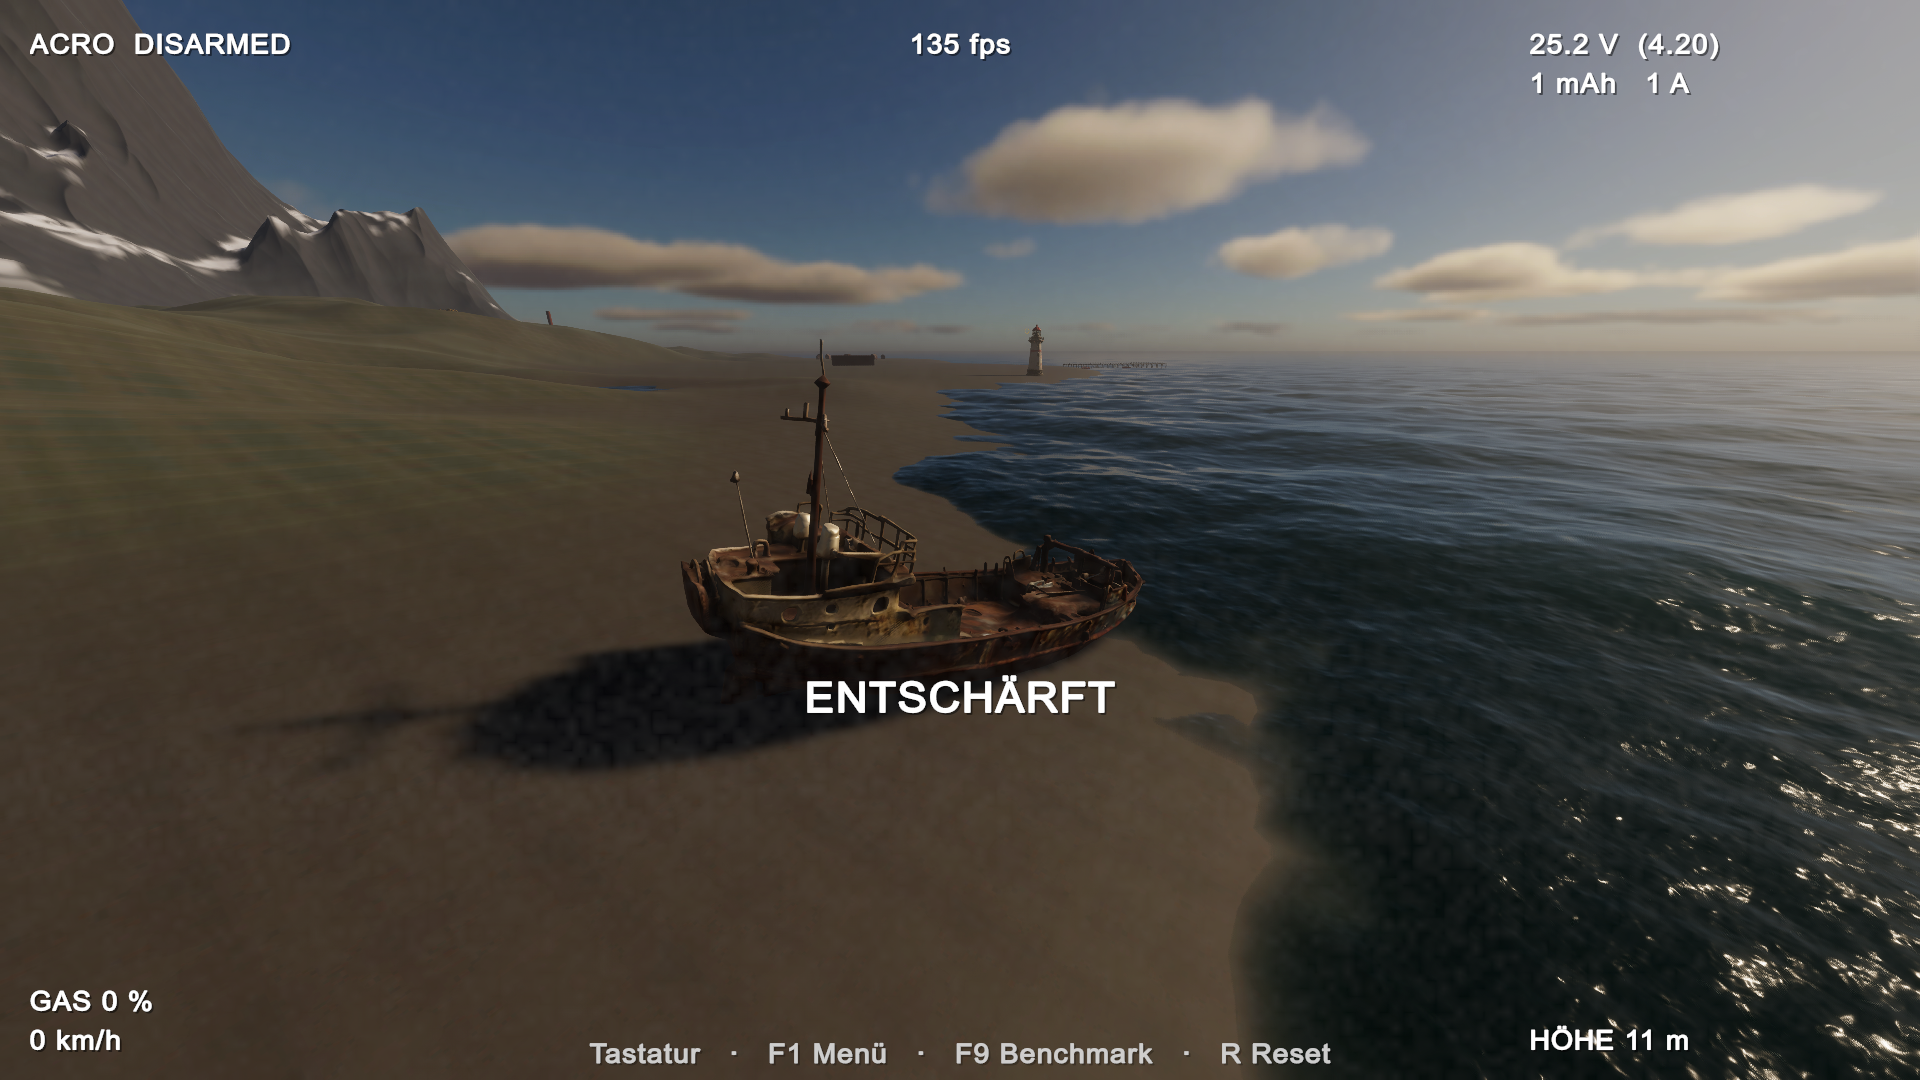 ACRO DISARMED
135 fps
25.2 V (4.20)
1 mAh 1 A
ENTSCHÄRFT
GAS 0 %
0 km/h
Tastatur · F1 Menü · F9 Benchmark · R Reset
HÖHE 11 m